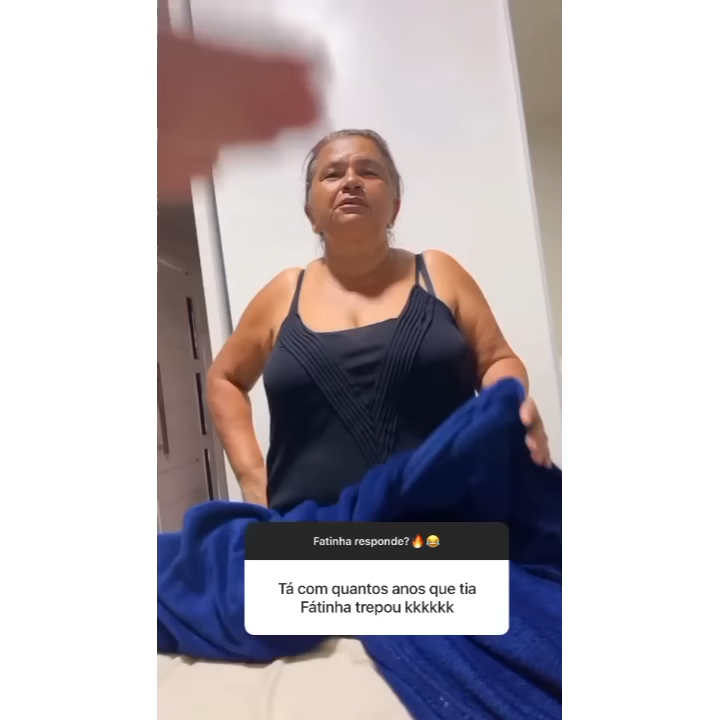 Fatinha responde?🔥😂
Tá com quantos anos que tia
Fátinha trepou kkkkkk